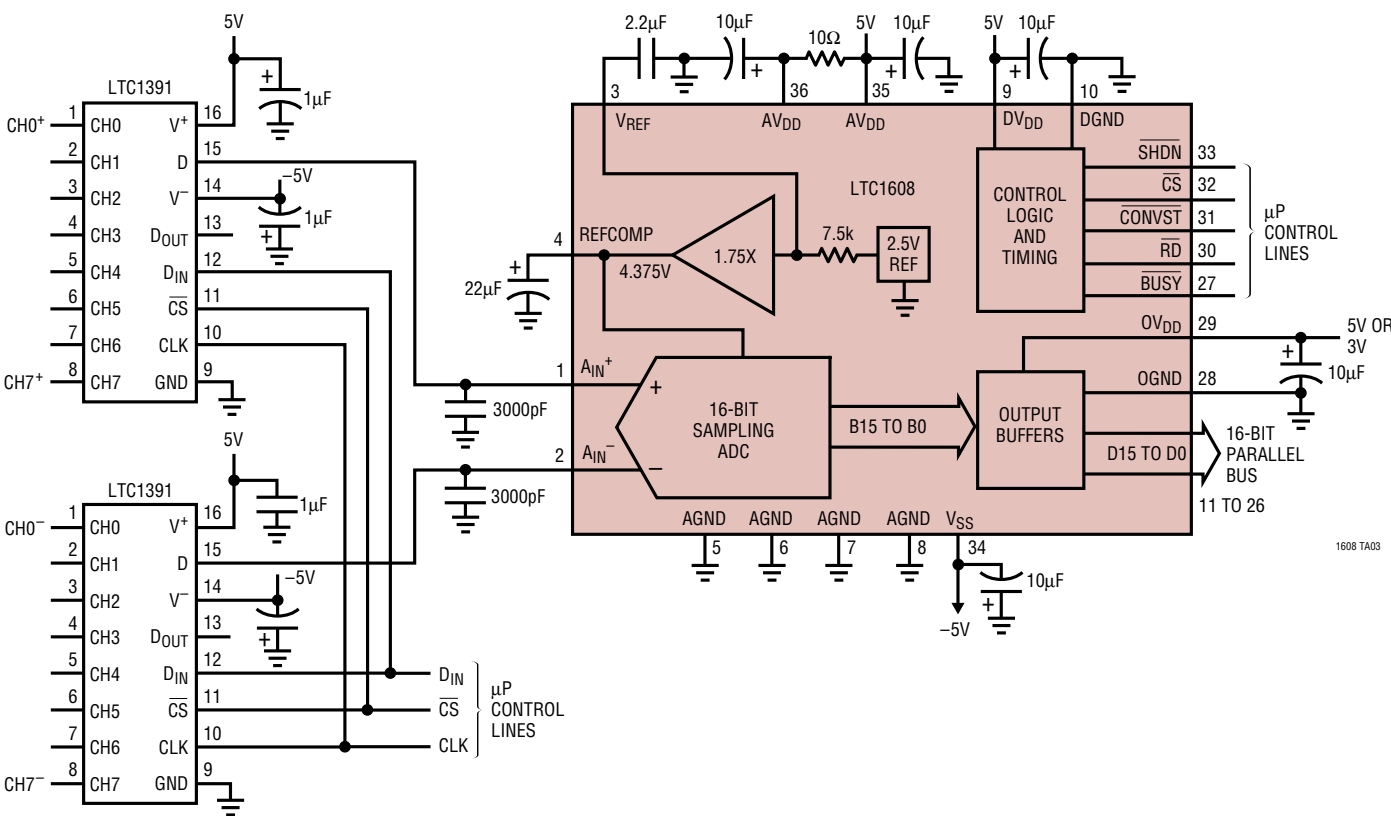 5V
LTC1391
+
1µF
CH0+
1 CH0 V+ 16
2 CH1 D 15
3 CH2 V− 14
−5V
1µF
+
4 CH3 DOUT 13
5 CH4 DIN 12
6 CH5 CS 11
7 CH6 CLK 10
CH7+
8 CH7 GND 9
5V
LTC1391
1µF
CH0−
1 CH0 V+ 16
2 CH1 D 15
3 CH2 V− 14
−5V
+
4 CH3 DOUT 13
5 CH4 DIN 12
6 CH5 CS 11
7 CH6 CLK 10
CH7−
8 CH7 GND 9
DIN
CS
CLK
µP
CONTROL
LINES
3000pF
3000pF
2.2µF
10µF
+
10Ω
5V
10µF
+
5V
10µF
+
3
36
35
9
10
VREF
AVDD
AVDD
DVDD
DGND
LTC1608
4
REFCOMP
4.375V
+
22µF
1.75X
7.5k
2.5V
REF
CONTROL
LOGIC
AND
TIMING
SHDN 33
CS 32
CONVST 31
RD 30
BUSY 27
µP
CONTROL
LINES
1 AIN+
+
2 AIN−
−
16-BIT
SAMPLING
ADC
B15 TO B0
OUTPUT
BUFFERS
OVDD 29
5V OR
3V
+
10µF
OGND 28
D15 TO D0
16-BIT
PARALLEL
BUS
11 TO 26
AGND
AGND
AGND
AGND
VSS
5
6
7
8
34
10µF
+
−5V
1608 TA03